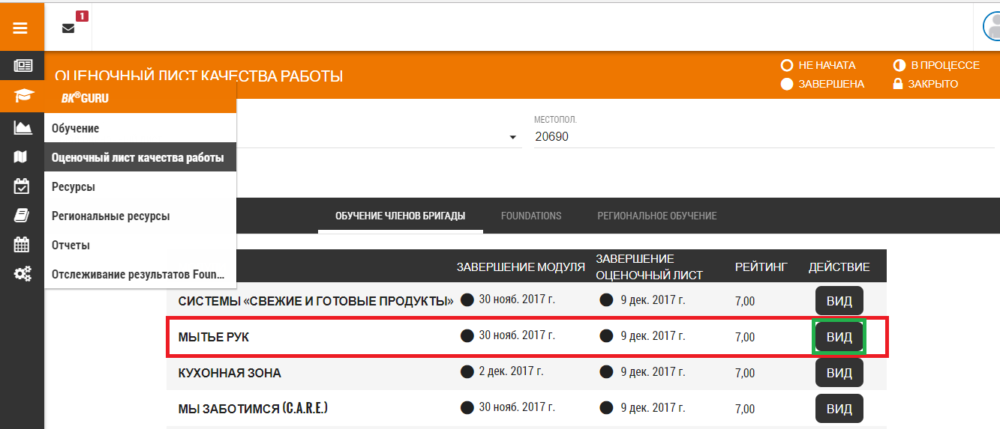 1
ОЦЕНОЧНЫЙ ЛИСТ КАЧЕСТВА РАБОТЫ
НЕ НАЧАТА
В ПРОЦЕССЕ
ЗАВЕРШЕНА
ЗАКРЫТО
BK®GURU
Обучение
Оценочный лист качества работы
Ресурсы
Региональные ресурсы
Отчеты
Отслеживание результатов Foun...
МЕСТОПОЛ.
20690
ОБУЧЕНИЕ ЧЛЕНОВ БРИГАДЫ
FOUNDATIONS
РЕГИОНАЛЬНОЕ ОБУЧЕНИЕ
ЗАВЕРШЕНИЕ МОДУЛЯ
ЗАВЕРШЕНИЕ
ОЦЕНОЧНЫЙ ЛИСТ
РЕЙТИНГ
ДЕЙСТВИЕ
СИСТЕМЫ «СВЕЖИЕ И ГОТОВЫЕ ПРОДУКТЫ» 30 нояб. 2017 г. 9 дек. 2017 г. 7,00 ВИД
МЫТЬЕ РУК 30 нояб. 2017 г. 9 дек. 2017 г. 7,00 ВИД
КУХОННАЯ ЗОНА 2 дек. 2017 г. 9 дек. 2017 г. 7,00 ВИД
МЫ ЗАБОТИМСЯ (C.A.R.E.) 30 нояб. 2017 г. 9 дек. 2017 г. 7,00 ВИД